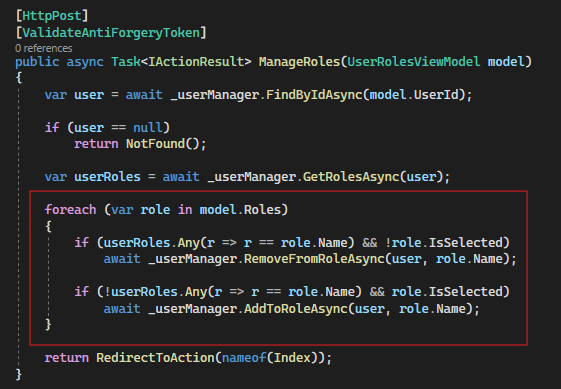 [HttpPost]
[ValidateAntiForgeryToken]
0 references
public async Task<IActionResult> ManageRoles(UserRolesViewModel model)
{
    var user = await _userManager.FindByIdAsync(model.UserId);

    if (user == null)
        return NotFound();

    var userRoles = await _userManager.GetRolesAsync(user);

    foreach (var role in model.Roles)
    {
        if (userRoles.Any(r => r == role.Name) && !role.IsSelected)
            await _userManager.RemoveFromRoleAsync(user, role.Name);

        if (!userRoles.Any(r => r == role.Name) && role.IsSelected)
            await _userManager.AddToRoleAsync(user, role.Name);
    }

    return RedirectToAction(nameof(Index));
}